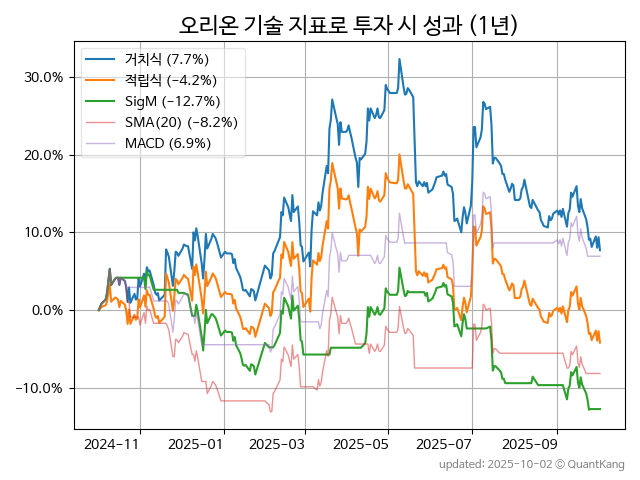 오리온 기술 지표로 투자 시 성과 (1년)
거치식 (7.7%)
적립식 (−4.2%)
SigM (−12.7%)
SMA(20) (−8.2%)
MACD (6.9%)
30.0%
20.0%
10.0%
0.0%
−10.0%
2024-11
2025-01
2025-03
2025-05
2025-07
2025-09
updated: 2025-10-02 ⓒ QuantKang